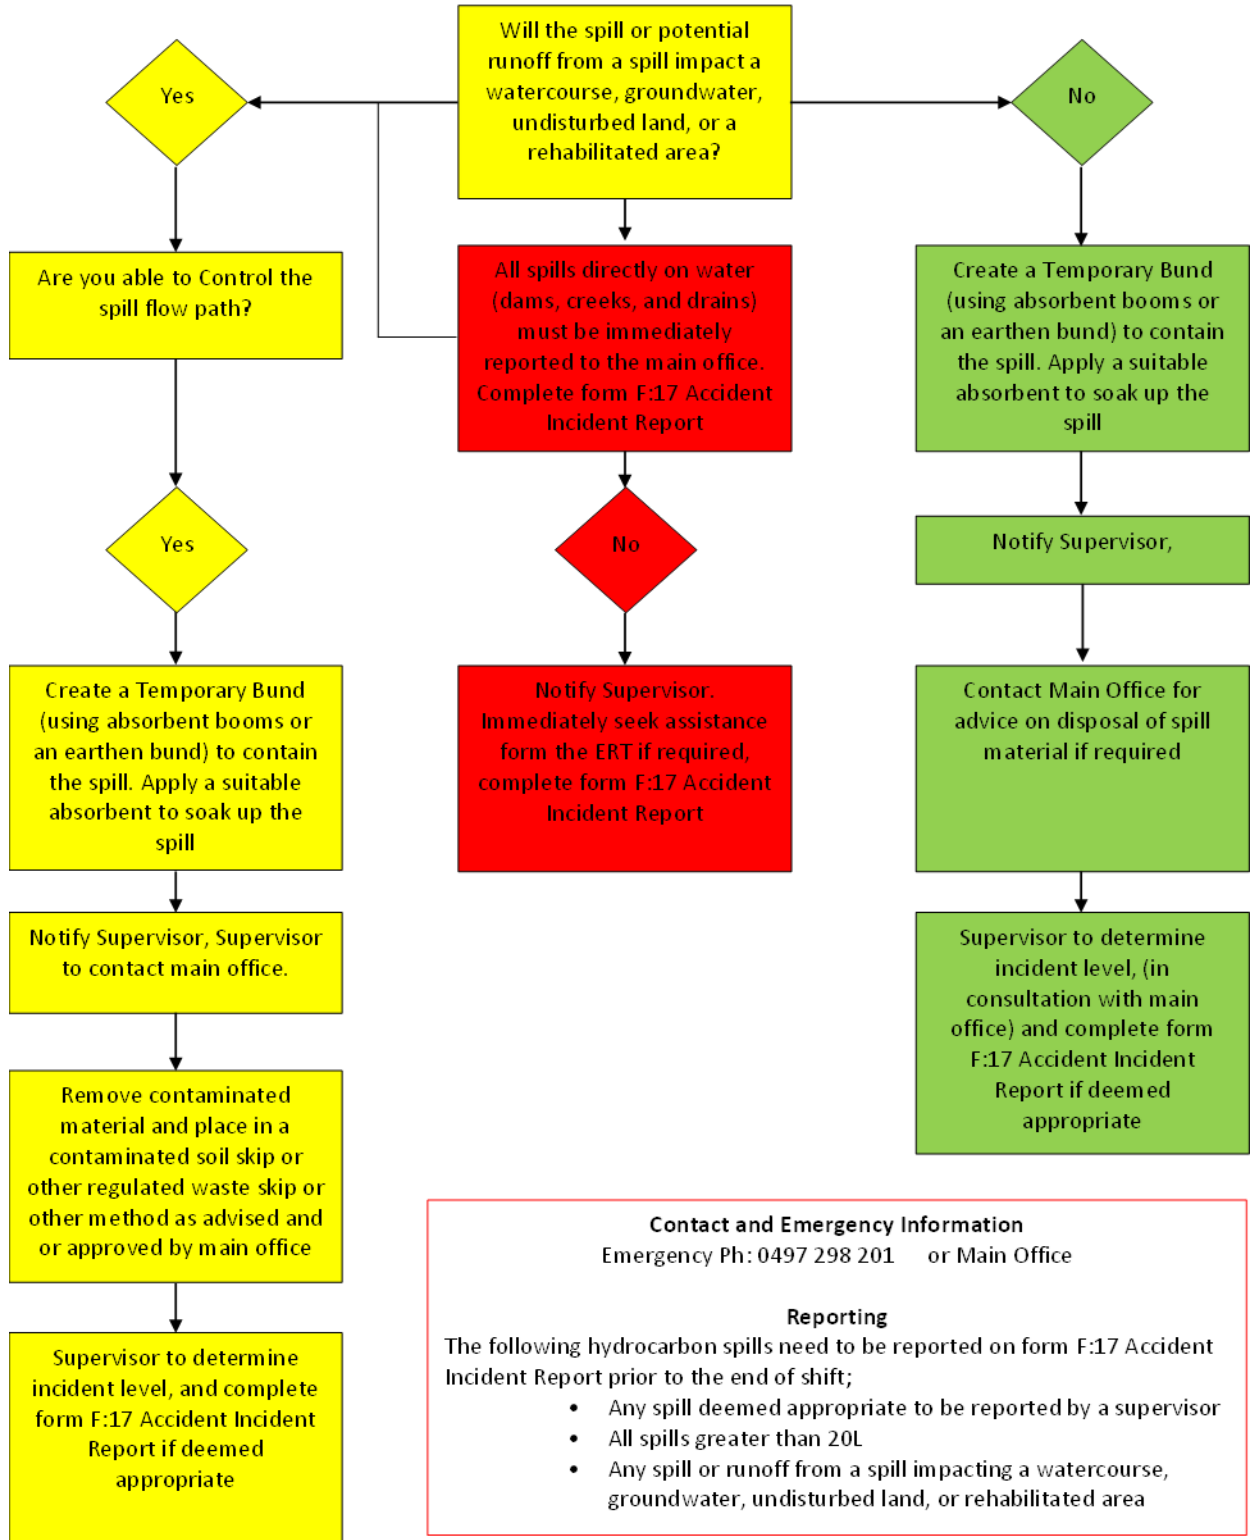 Will the spill or potential
runoff from a spill impact a
watercourse, groundwater,
undisturbed land, or a
rehabilitated area?
Yes
No
Are you able to Control the
spill flow path?
All spills directly on water
(dams, creeks, and drains)
must be immediately
reported to the main office.
Complete form F:17 Accident
Incident Report
Create a Temporary Bund
(using absorbent booms or
an earthen bund) to contain
the spill. Apply a suitable
absorbent to soak up the
spill
Yes
No
Notify Supervisor,
Create a Temporary Bund
(using absorbent booms or
an earthen bund) to contain
the spill. Apply a suitable
absorbent to soak up the
spill
Notify Supervisor.
Immediately seek assistance
form the ERT if required,
complete form F:17 Accident
Incident Report
Contact Main Office for
advice on disposal of spill
material if required
Notify Supervisor, Supervisor
to contact main office.
Supervisor to determine
incident level, (in
consultation with main
office) and complete form
F:17 Accident Incident
Report if deemed
appropriate
Remove contaminated
material and place in a
contaminated soil skip or
other regulated waste skip or
other method as advised and
or approved by main office
Supervisor to determine
incident level, and complete
form F:17 Accident Incident
Report if deemed
appropriate
Contact and Emergency Information
Emergency Ph: 0497 298 201 or Main Office
Reporting
The following hydrocarbon spills need to be reported on form F:17 Accident
Incident Report prior to the end of shift;
• Any spill deemed appropriate to be reported by a supervisor
• All spills greater than 20L
• Any spill or runoff from a spill impacting a watercourse,
groundwater, undisturbed land, or rehabilitated area